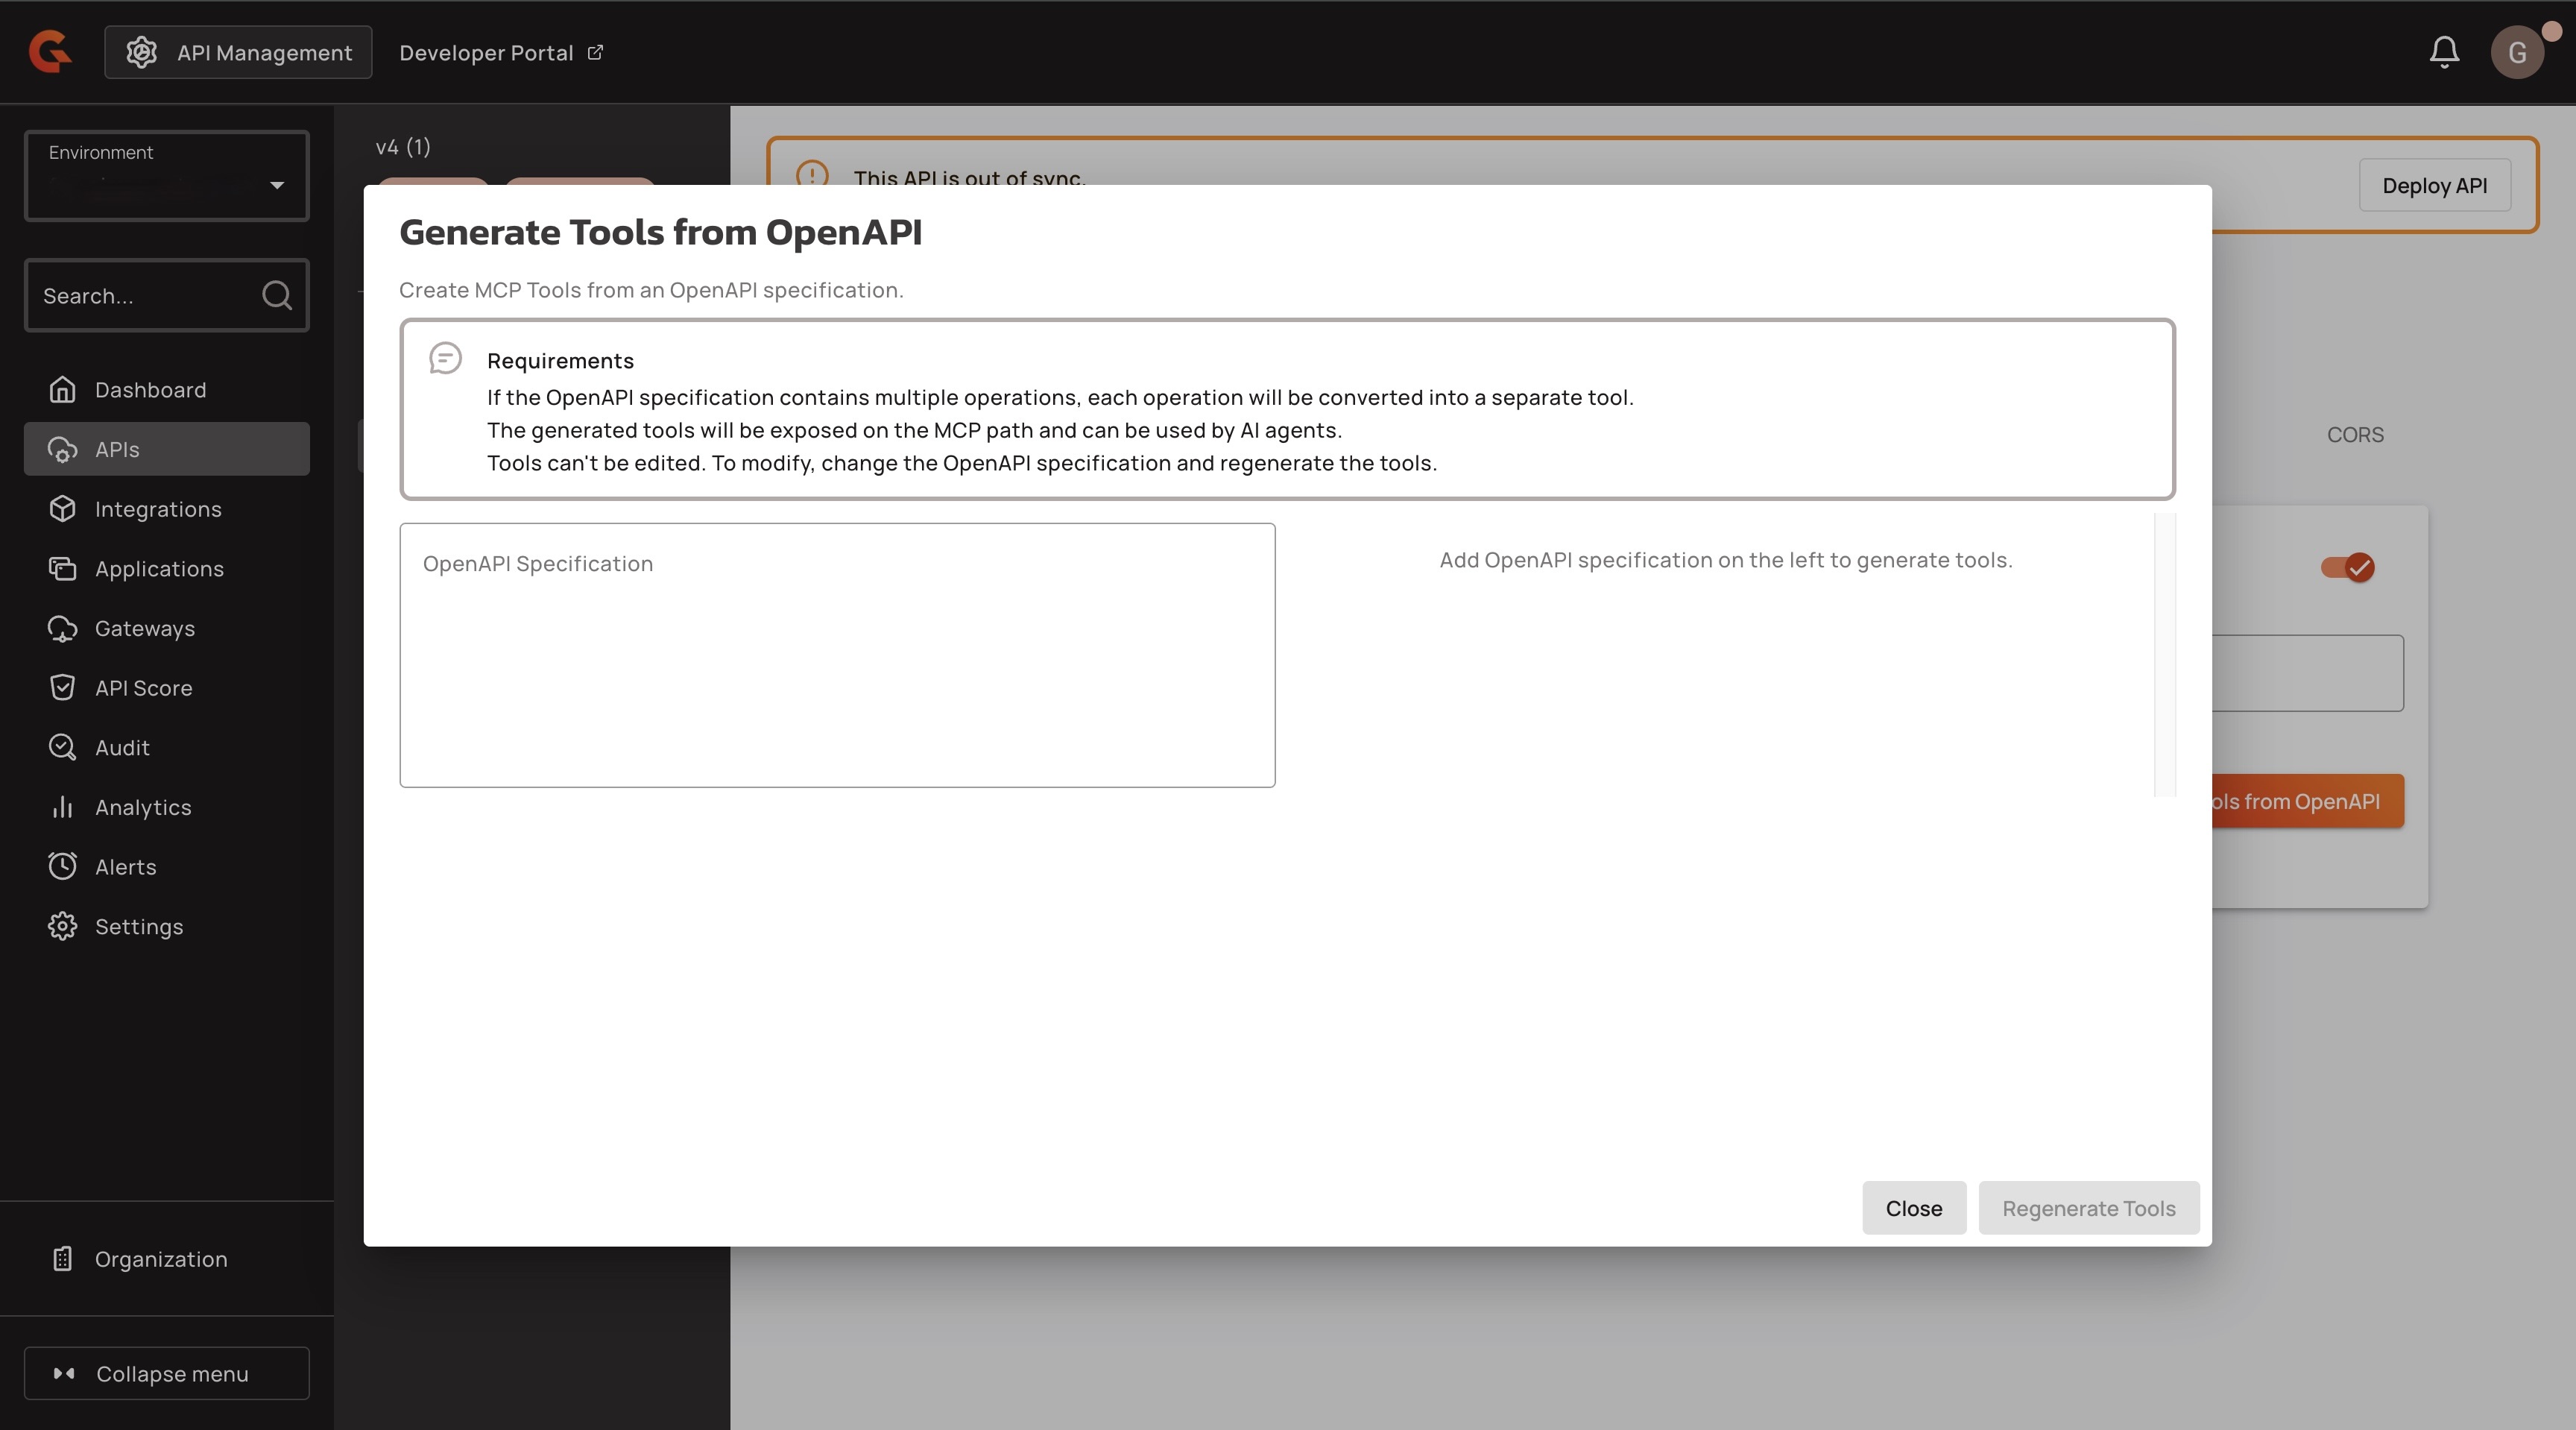 API Management
Developer Portal
G
Environment
Search...
Dashboard
APIs
Integrations
Applications
Gateways
API Score
Audit
Analytics
Alerts
Settings
Organization
Collapse menu
v4 (1)
This API is out of sync.
Deploy API
CORS
ols from OpenAPI
Generate Tools from OpenAPI
Create MCP Tools from an OpenAPI specification.
Requirements
If the OpenAPI specification contains multiple operations, each operation will be converted into a separate tool.
The generated tools will be exposed on the MCP path and can be used by AI agents.
Tools can't be edited. To modify, change the OpenAPI specification and regenerate the tools.
OpenAPI Specification
Add OpenAPI specification on the left to generate tools.
Close
Regenerate Tools